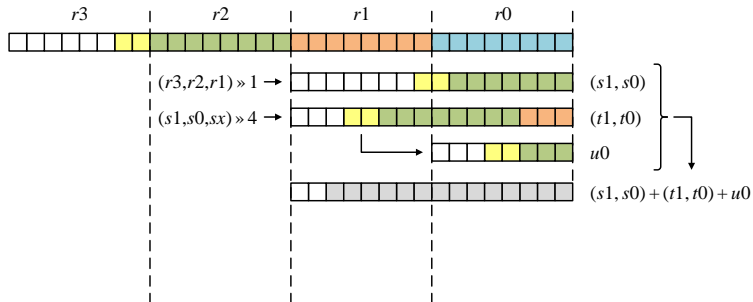 r3 r2 r1 r0
(r3,r2,r1) » 1 (s1, s0)
(s1, s0, sx) » 4 (t1, t0)
u0
(s1, s0) + (t1, t0) + u0